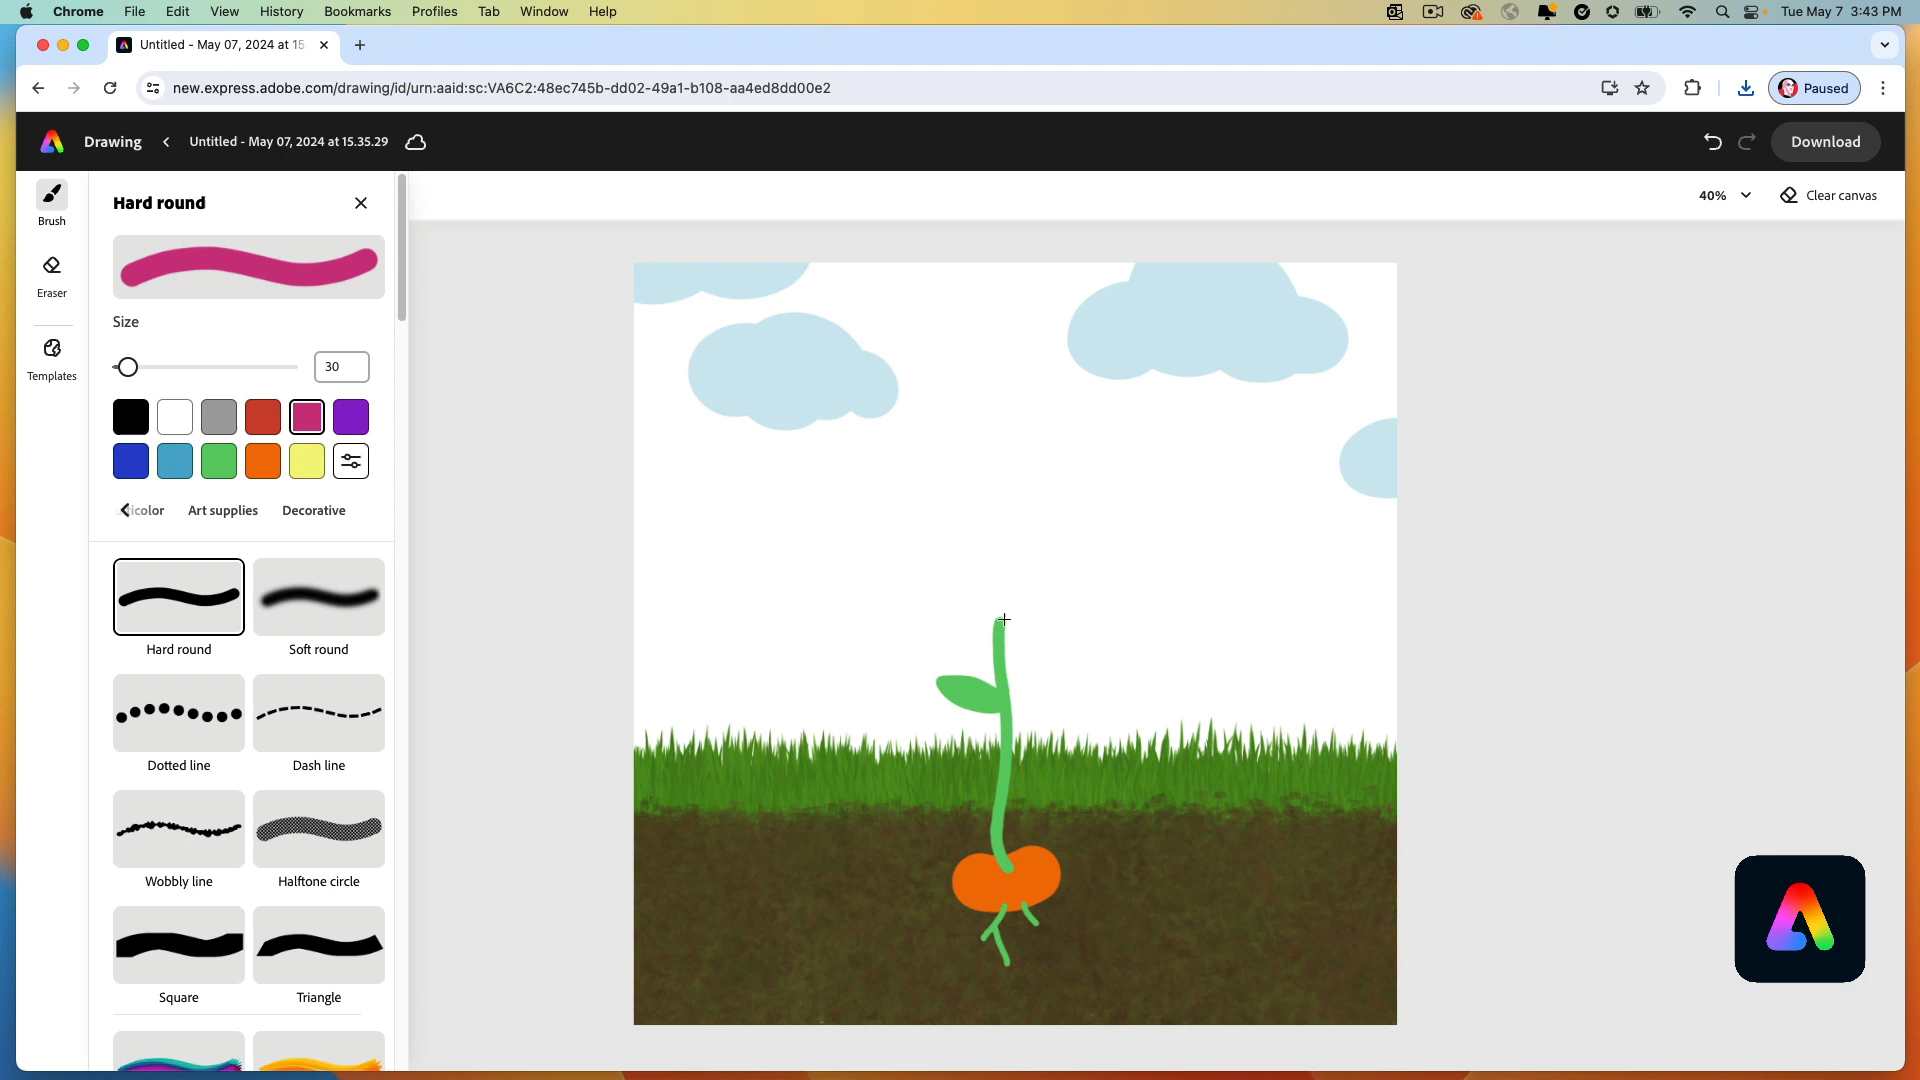 Chrome File Edit View History Bookmarks Profiles Tab Window Help Tue May 7 3:43 PM
Untitled - May 07, 2024 at 15
new.express.adobe.com/drawing/id/urn:aaid:sc:VA6C2:48ec745b-dd02-49a1-b108-aa4ed8dd00e2 Paused
Drawing Untitled - May 07, 2024 at 15.35.29 Download
Brush
Eraser
Templates
Hard round
40% Clear canvas
Size
30
icolor Art supplies Decorative
Hard round Soft round
Dotted line Dash line
Wobbly line Halftone circle
Square Triangle